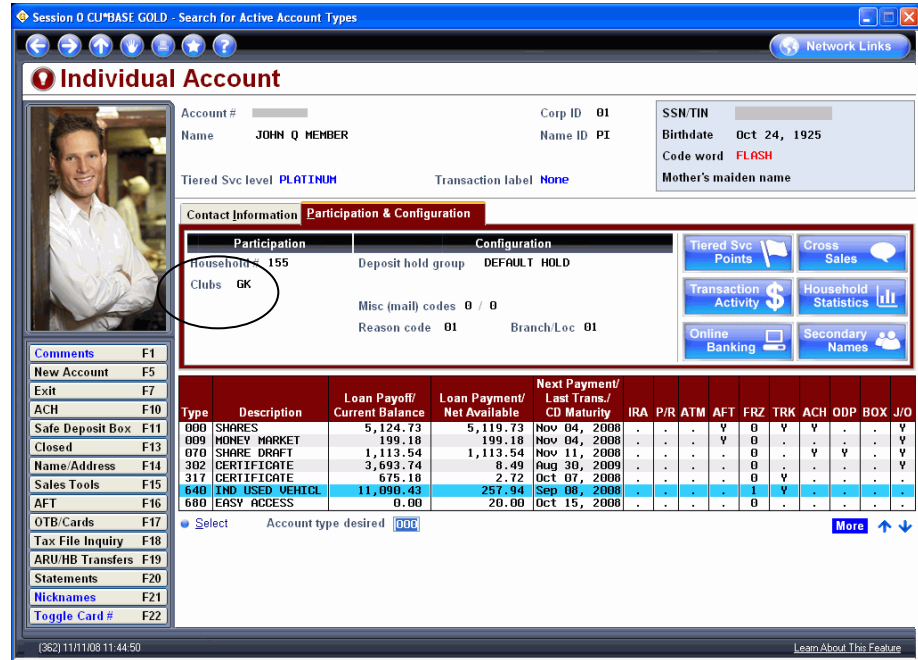 Session 0 CU*BASE GOLD - Search for Active Account Types
? Network Links
Individual Account
Account # Corp ID 01 SSN/TIN
Name JOHN Q MEMBER Name ID PI Birthdate Oct 24, 1925
Code word FLASH
Tiered Svc level PLATINUM Transaction label None Mother's maiden name
Contact Information Participation & Configuration
Participation Configuration
Household # 155 Deposit hold group DEFAULT HOLD
Clubs GK
Misc (mail) codes 0 / 0
Reason code 01 Branch/Loc 01
Tiered Svc Points Cross Sales
Transaction Activity $ Household Statistics
Online Banking Secondary Names
Comments F1
New Account F5
Exit F7
ACH F10
Safe Deposit Box F11
Closed F13
Name/Address F14
Sales Tools F15
AFT F16
OTB/Cards F17
Tax File Inquiry F18
ARU/HB Transfers F19
Statements F20
Nicknames F21
Toggle Card # F22
Next Payment/
Loan Payoff/ Loan Payment/ Last Trans./
Type Description Current Balance Net Available CD Maturity IRA P/R ATM AFT FRZ TRK ACH ODP BOX J/O
000 SHARES 5,124.73 5,119.73 Nov 04, 2008 . . . Y 0 Y Y . . Y
009 MONEY MARKET 199.18 199.18 Nov 04, 2008 . . . Y 0 . . . . Y
070 SHARE DRAFT 1,113.54 1,113.54 Nov 11, 2008 . . . . 0 . Y Y . Y
302 CERTIFICATE 3,693.74 8.49 Aug 30, 2009 . . . . 0 . . . . Y
317 CERTIFICATE 675.18 2.72 Oct 07, 2008 . . . . 0 Y . . . .
640 IND USED VEHICL 11,090.43 257.94 Sep 08, 2008 . . . . 1 Y . . . .
680 EASY ACCESS 0.00 20.00 Oct 15, 2008 . . . . 0 . . . . .
Select Account type desired 000 More
(362) 11/11/08 11:44:50 Learn About This Feature